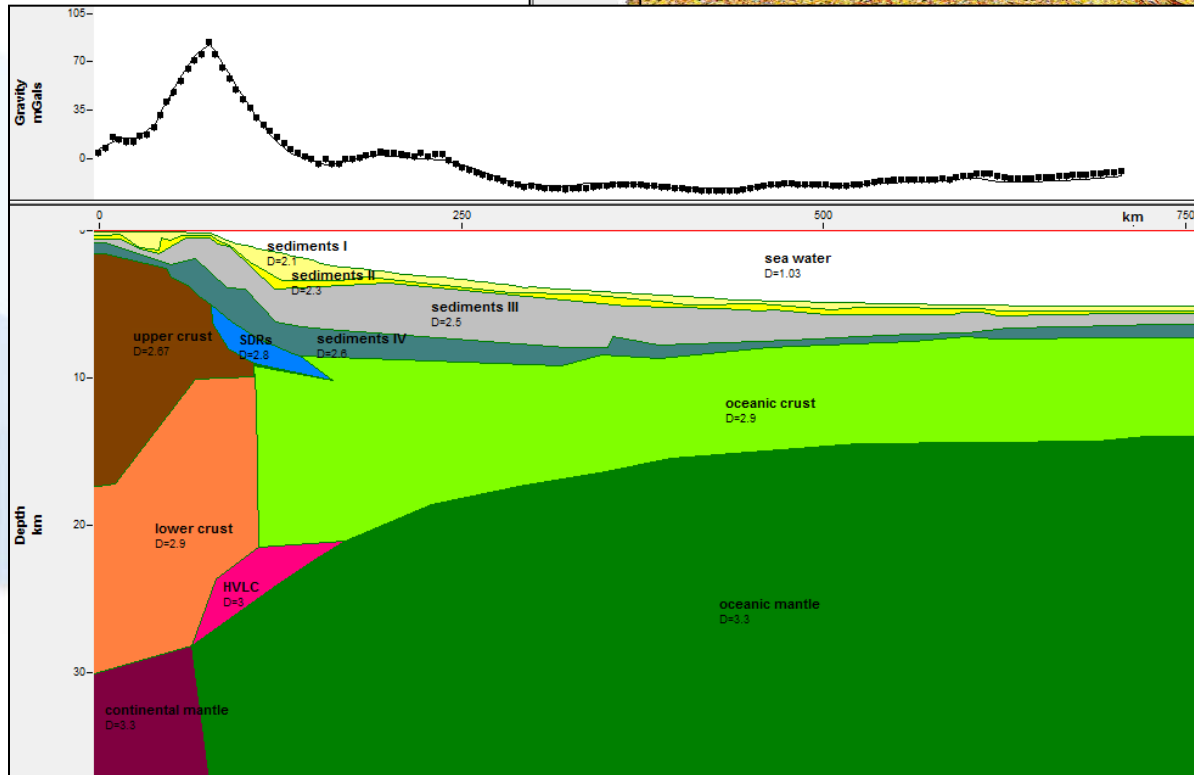 105
70
35
0
Gravity
mGals
0
250
500
km
750
0
10
20
30
Depth
km
sediments I
D=2.1
sea water
D=1.03
sediments II
D=2.3
sediments III
D=2.5
upper crust
D=2.67
SDRs
D=2.8
sediments IV
D=2.6
oceanic crust
D=2.9
lower crust
D=2.9
HVLC
D=3
oceanic mantle
D=3.3
continental mantle
D=3.3